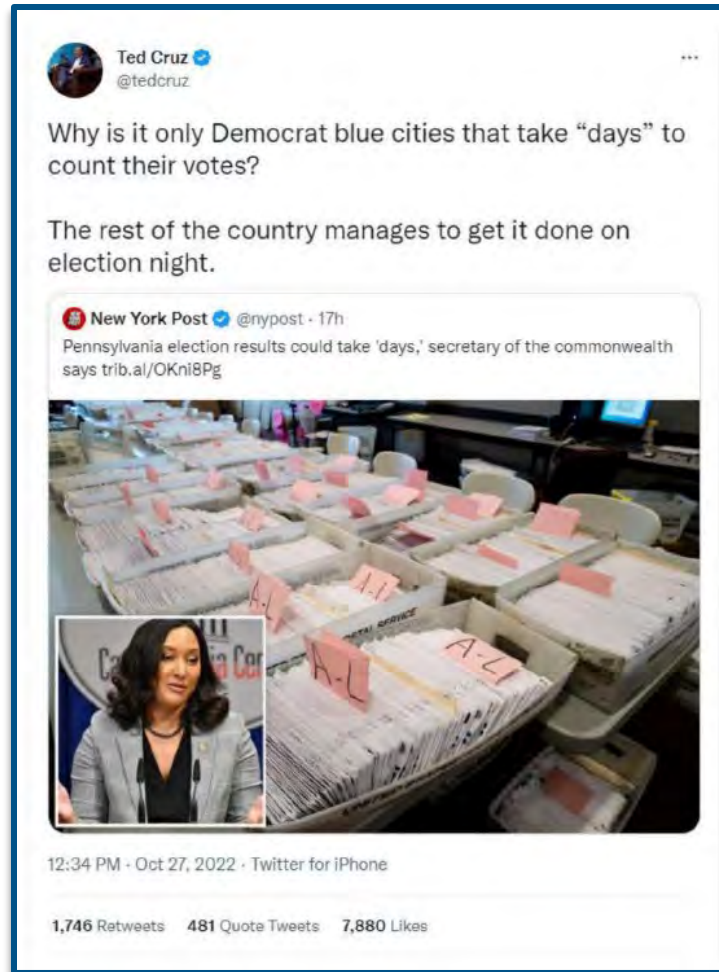 Ted Cruz
@tedcruz
Why is it only Democrat blue cities that take “days” to
count their votes?
The rest of the country manages to get it done on
election night.
New York Post @nypost · 17h
Pennsylvania election results could take 'days,' secretary of the commonwealth
says trib.al/OKni8Pg
A-L
A-L
A-L
A-L
12:34 PM · Oct 27, 2022 · Twitter for iPhone
1,746 Retweets 481 Quote Tweets 7,880 Likes